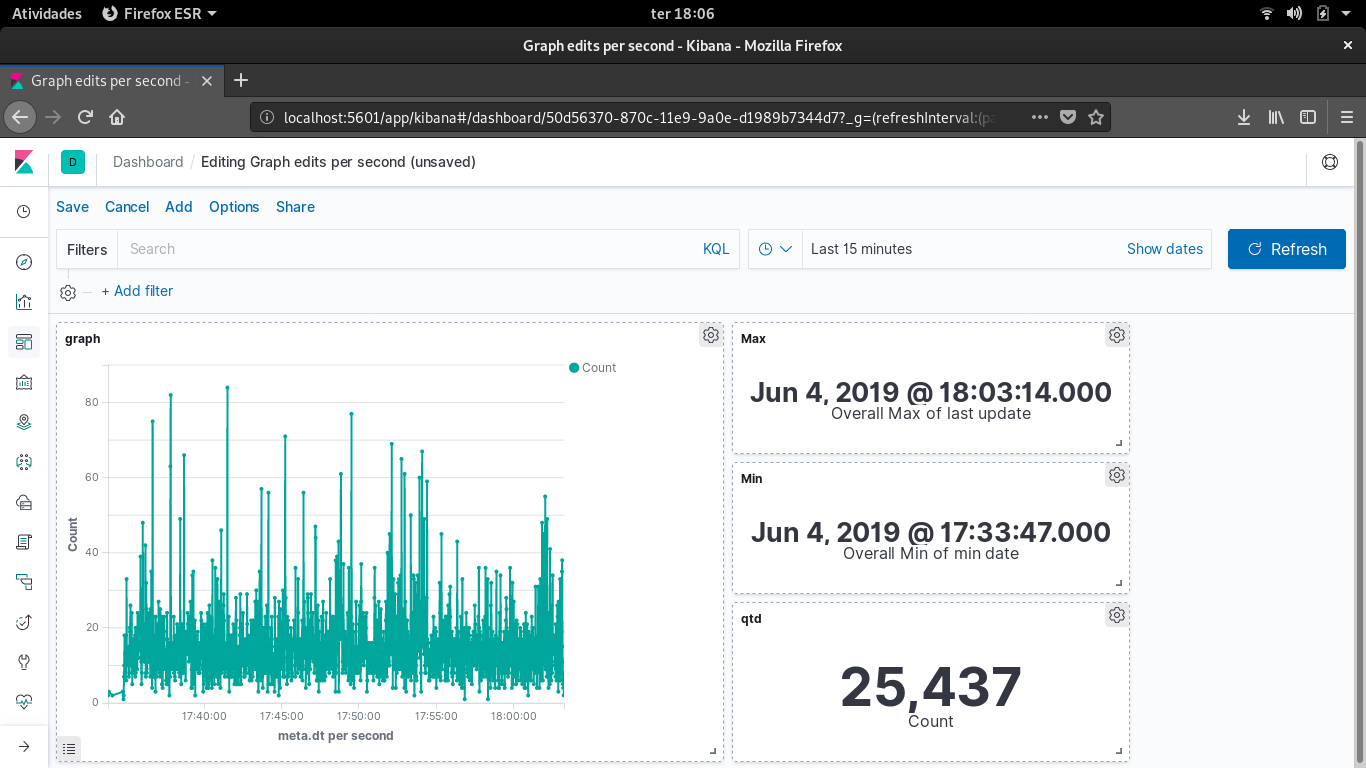 Atividades Firefox ESR ter 18:06
Graph edits per second - Kibana - Mozilla Firefox
Graph edits per second -
localhost:5601/app/kibana#/dashboard/50d56370-870c-11e9-9a0e-d1989b7344d7?_g=(refreshInterval:(pa
D Dashboard / Editing Graph edits per second (unsaved)
Save Cancel Add Options Share
Filters Search KQL Last 15 minutes Show dates Refresh
+ Add filter
graph
Count
80
60
40
20
0
Count
17:40:00 17:45:00 17:50:00 17:55:00 18:00:00
meta.dt per second
Max
Jun 4, 2019 @ 18:03:14.000
Overall Max of last update
Min
Jun 4, 2019 @ 17:33:47.000
Overall Min of min date
qtd
25,437
Count